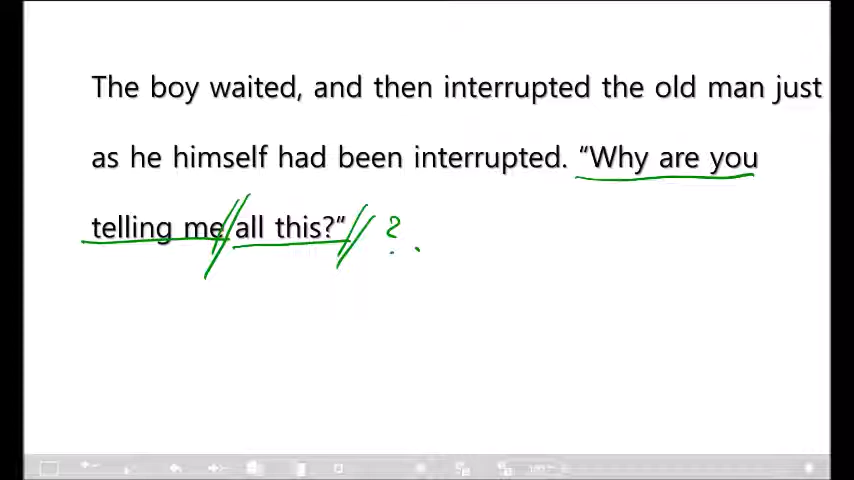 The boy waited, and then interrupted the old man just
as he himself had been interrupted. “Why are you
telling me all this?“ ?